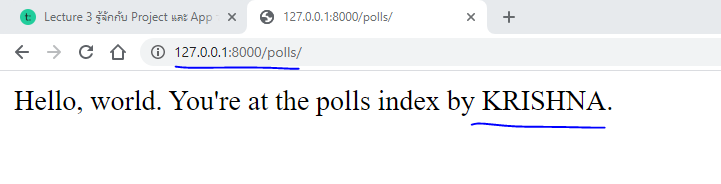 t Lecture 3 รู้จักกับ Project และ App
127.0.0.1:8000/polls/
127.0.0.1:8000/polls/
Hello, world. You're at the polls index by KRISHNA.